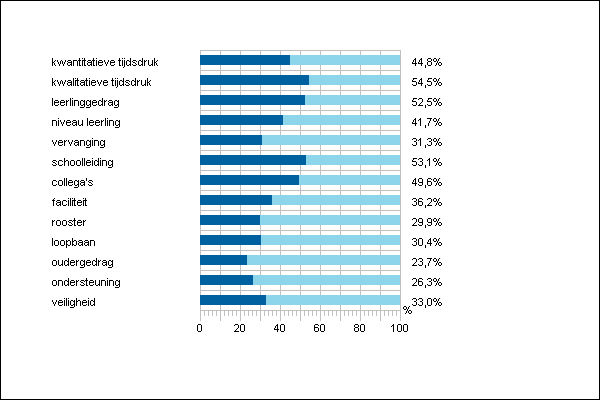 kwantitatieve tijdsdruk 44,8%
kwalitatieve tijdsdruk 54,5%
leerlinggedrag 52,5%
niveau leerling 41,7%
vervanging 31,3%
schoolleiding 53,1%
collega's 49,6%
faciliteit 36,2%
rooster 29,9%
loopbaan 30,4%
oudergedrag 23,7%
ondersteuning 26,3%
veiligheid 33,0%
%
0 20 40 60 80 100